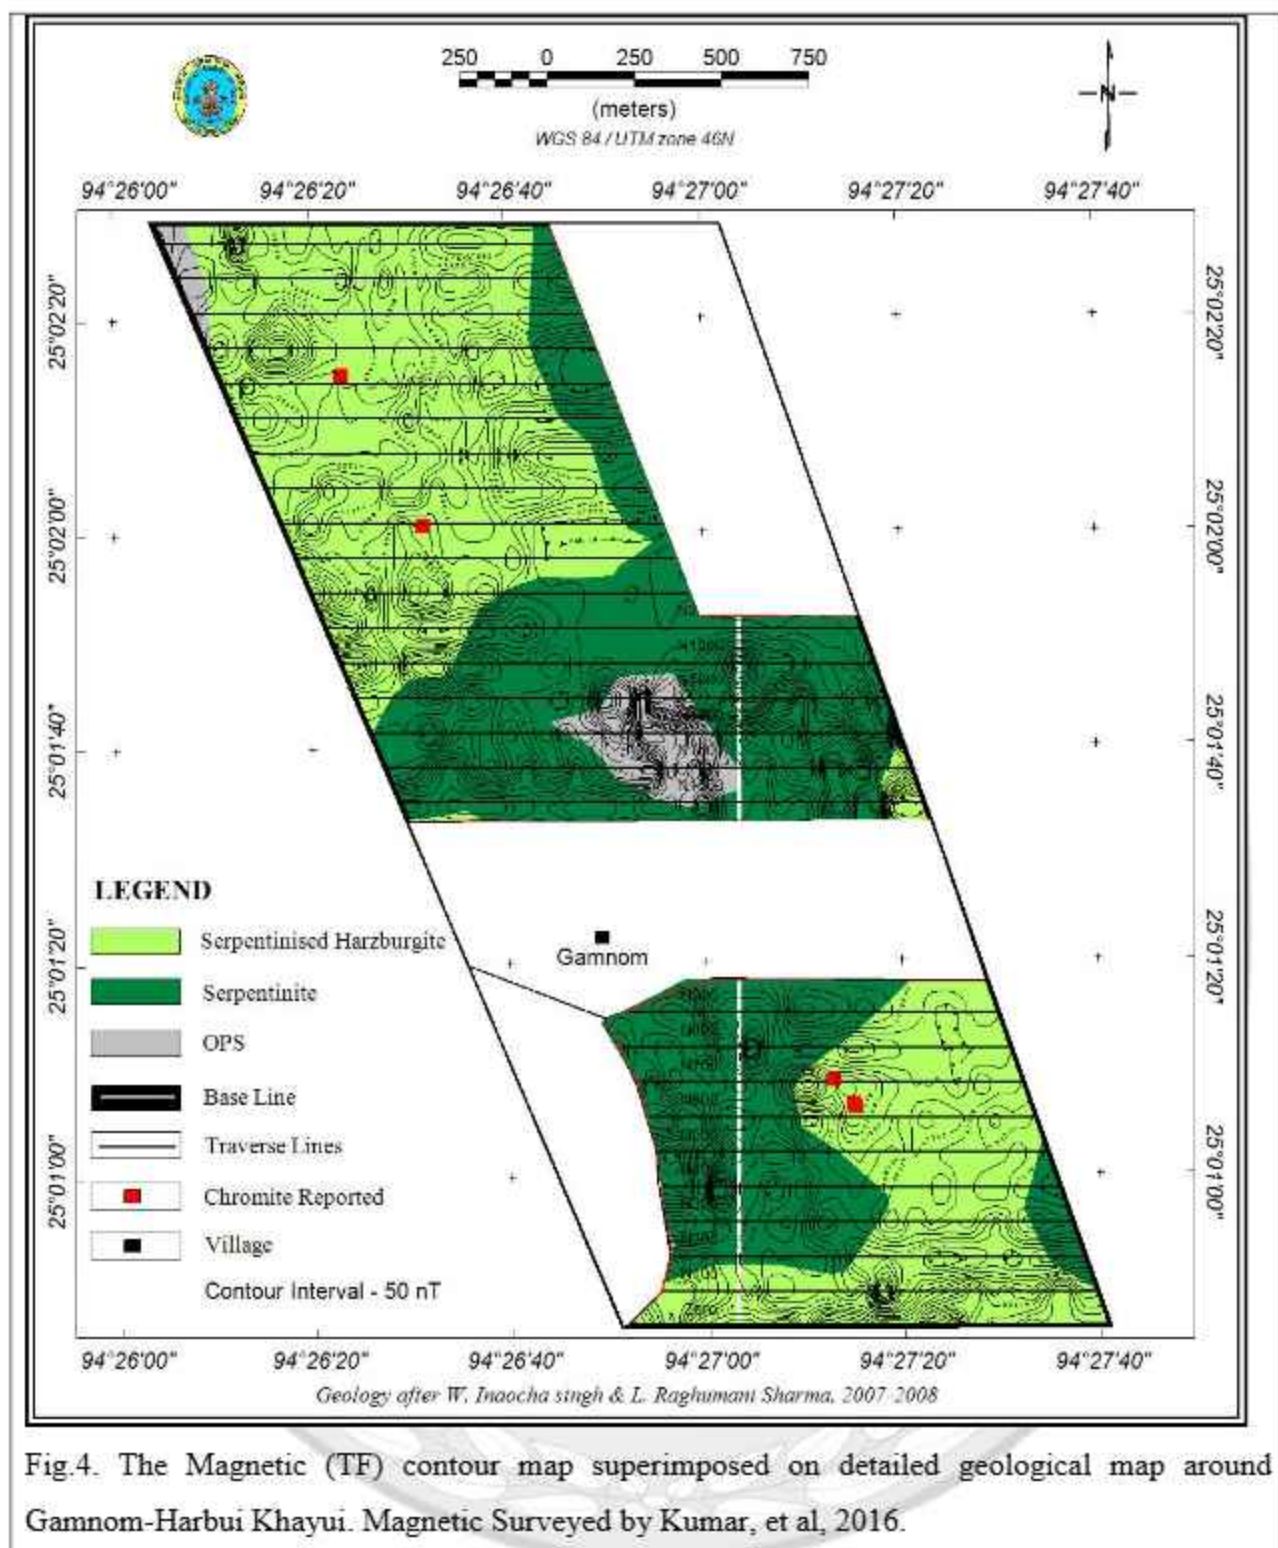 250 0 250 500 750
(meters)
WGS 84 / UTM zone 46N
N
94°26'00" 94°26'20" 94°26'40" 94°27'00" 94°27'20" 94°27'40"
25°02'20" 25°02'20"
25°02'00" 25°02'00"
25°01'40" 25°01'40"
LEGEND
Serpentinised Harzburgite
Serpentinite
OPS
Base Line
Traverse Lines
Chromite Reported
Village
Contour Interval - 50 nT
Gamnom
25°01'20" 25°01'20"
25°01'00" 25°01'00"
Zero
94°26'00" 94°26'20" 94°26'40" 94°27'00" 94°27'20" 94°27'40"
Geology after W. Inaocha singh & L. Raghumani Sharma, 2007-2008
Fig.4. The Magnetic (TF) contour map superimposed on detailed geological map around
Gamnom-Harbui Khayui. Magnetic Surveyed by Kumar, et al, 2016.